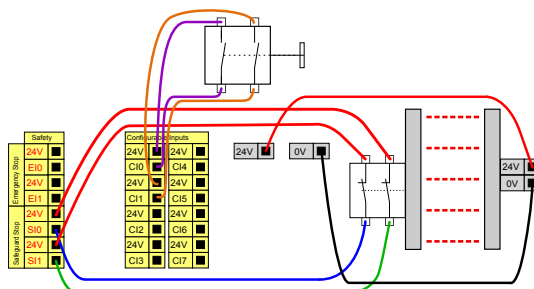 Safety
Emergency Stop
24V
EI0
24V
EI1
Safeguard Stop
24V
SI0
24V
SI1
Configurable Inputs
24V 24V
CI0 CI4
24V 24V
CI1 CI5
24V 24V
CI2 CI6
24V 24V
CI3 CI7
24V
0V
24V
0V